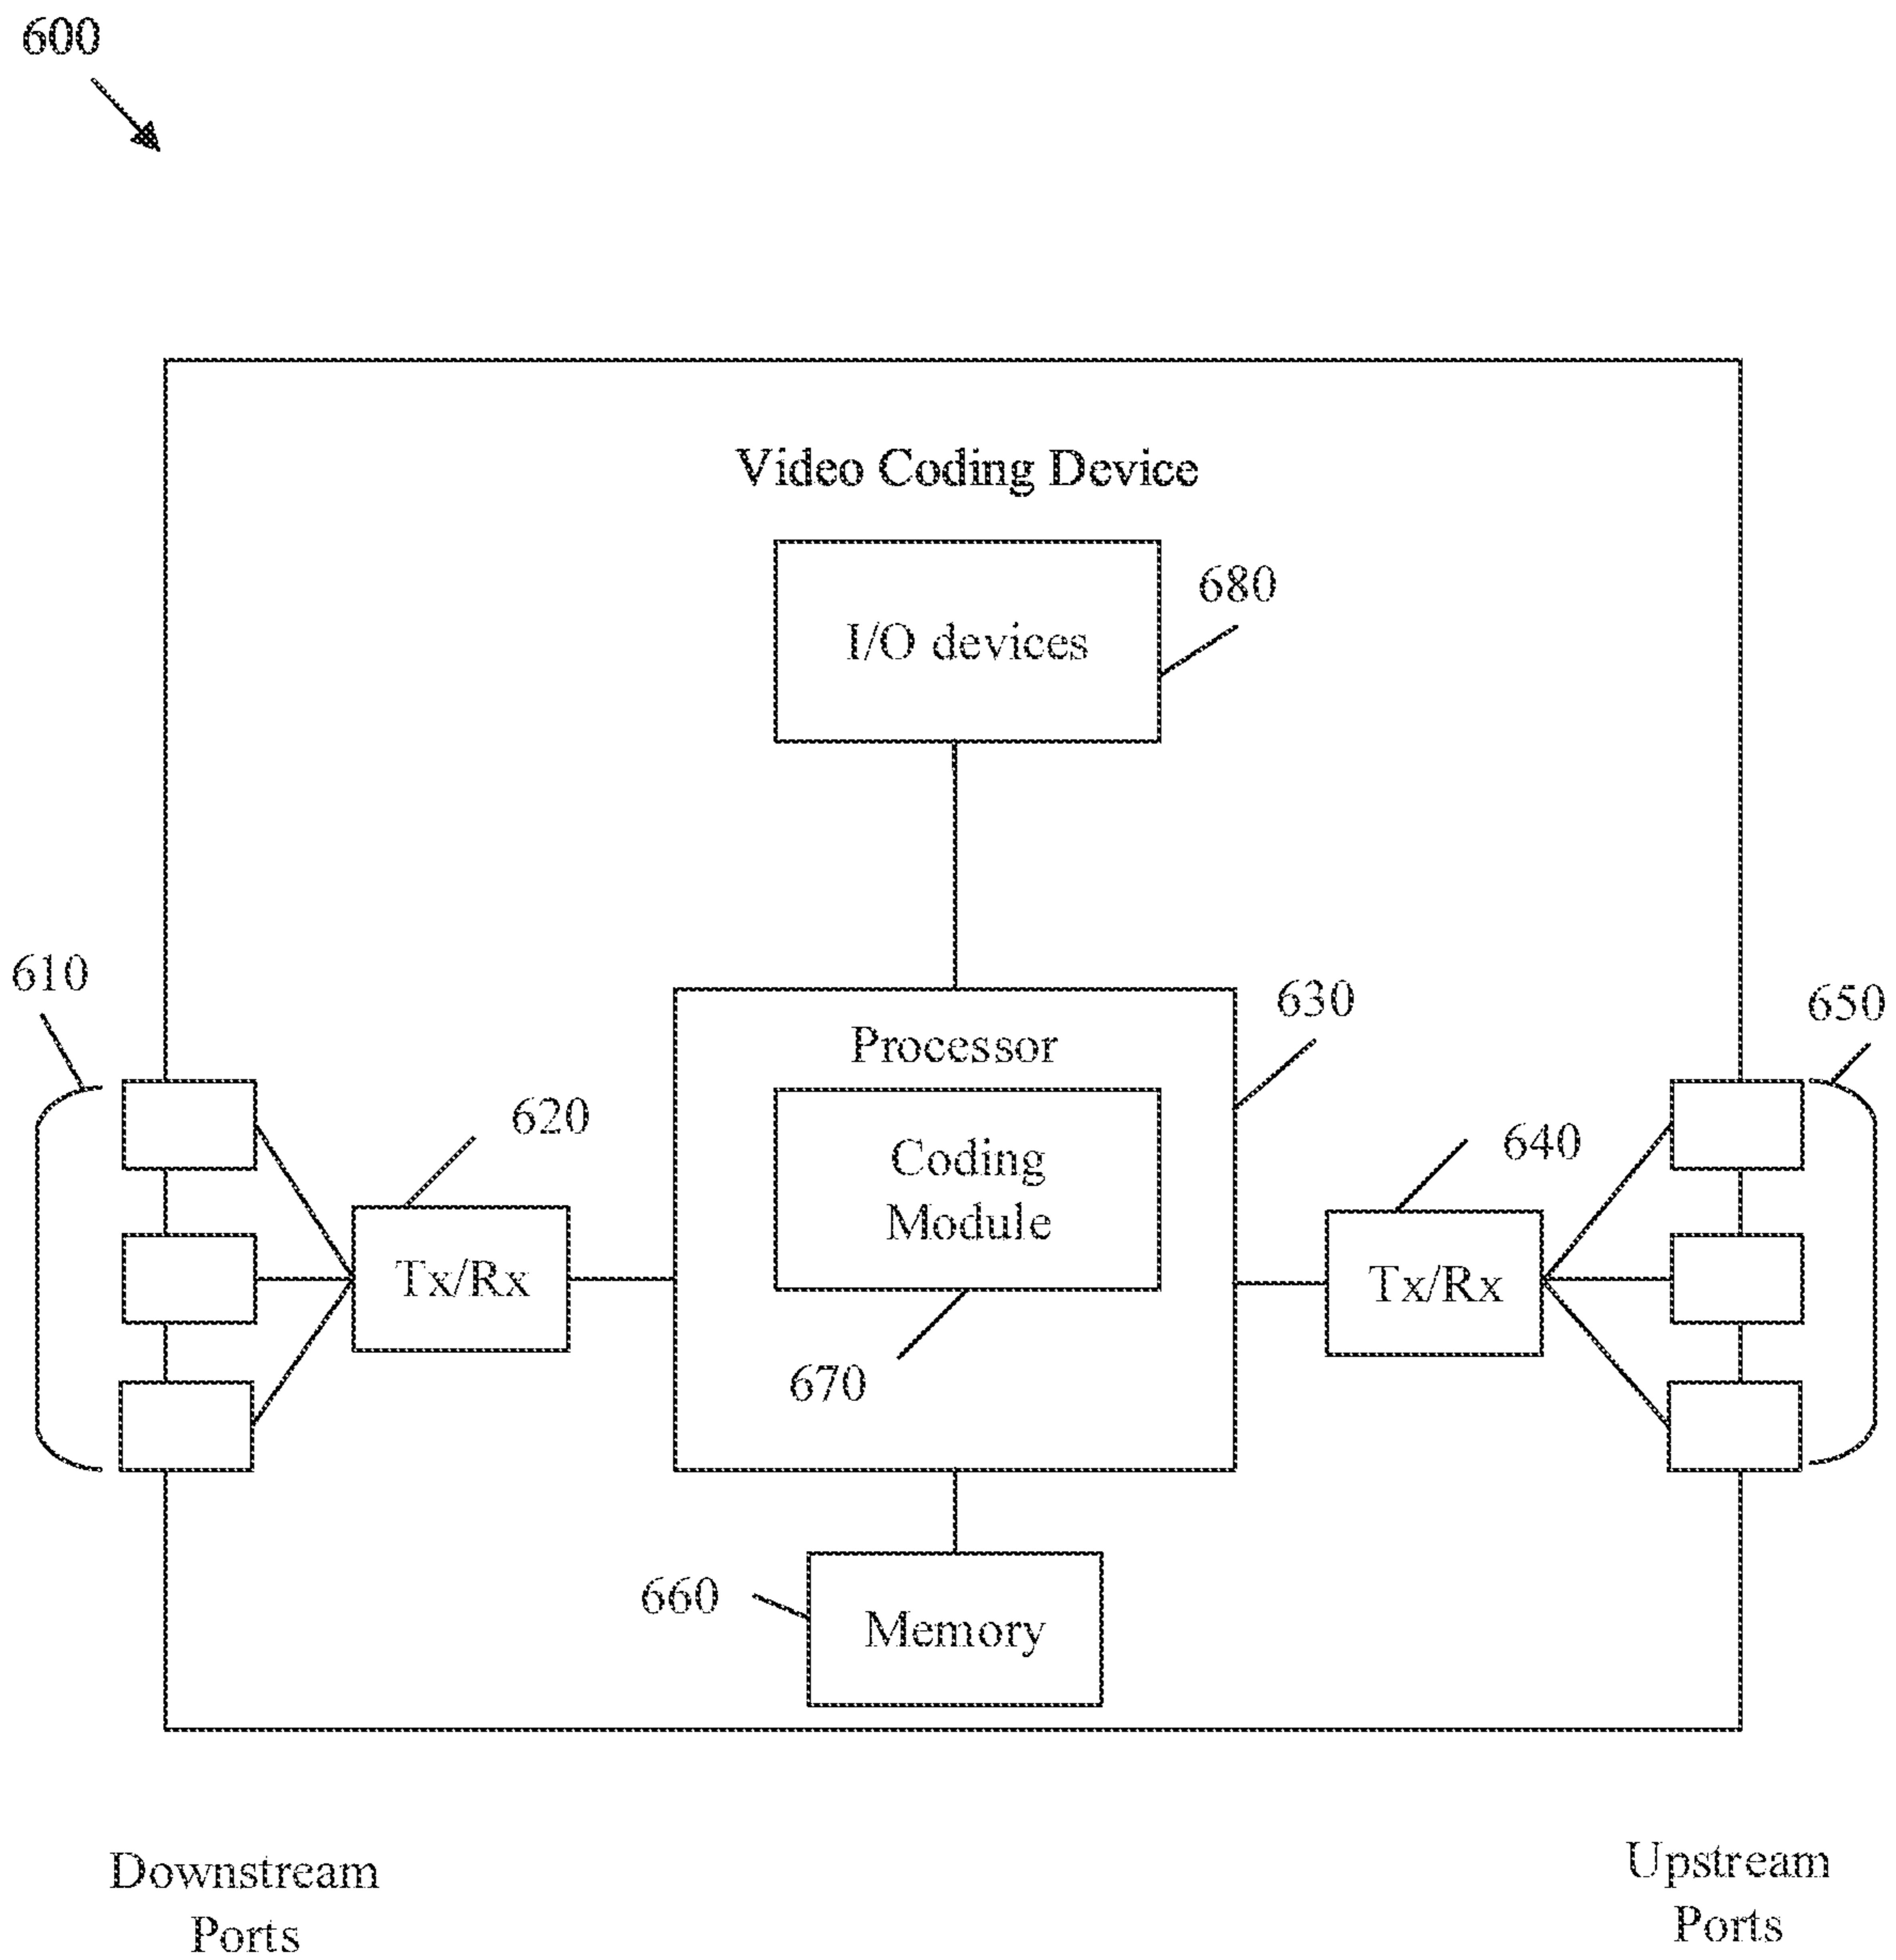 600
Video Coding Device
I/O devices
680
610
630
650
Processor
620
Coding
Module
640
Tx/Rx
Tx/Rx
670
660
Memory
Downstream
Ports
Upstream
Ports